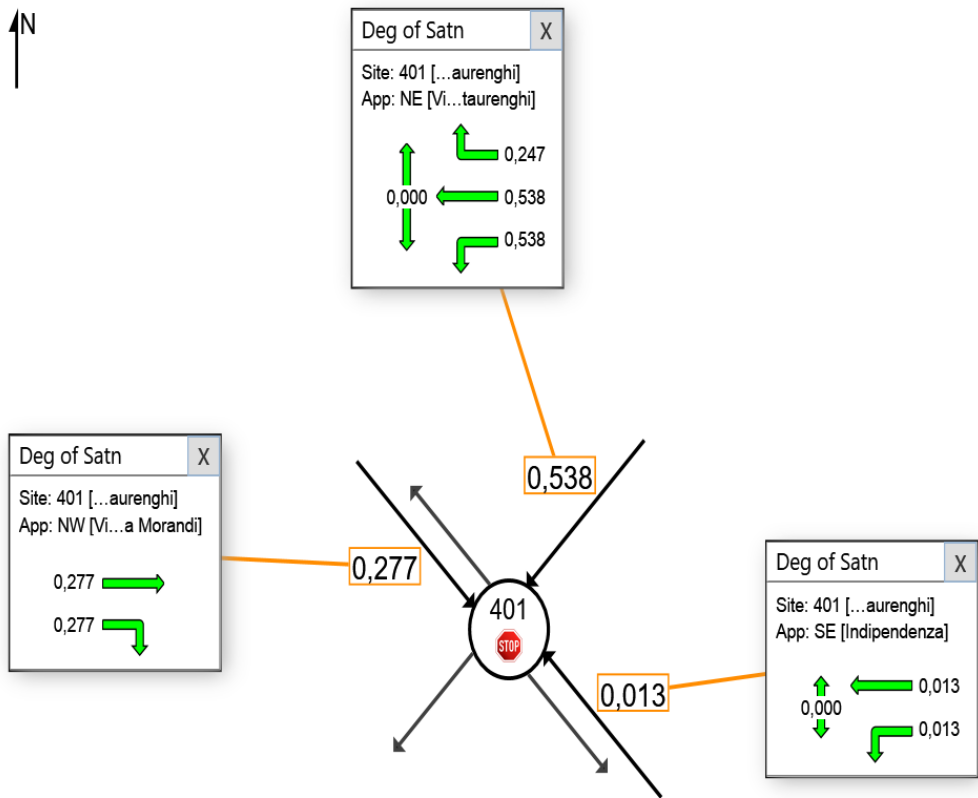 N
Deg of Satn X
Site: 401 [...aurenghi]
App: NE [Vi...taurenghi]
0,247
0,000 0,538
0,538
0,538
Deg of Satn X
Site: 401 [...aurenghi]
App: NW [Vi...a Morandi]
0,277
0,277
0,277
401
STOP
0,013
Deg of Satn X
Site: 401 [...aurenghi]
App: SE [Indipendenza]
0,013
0,000
0,013